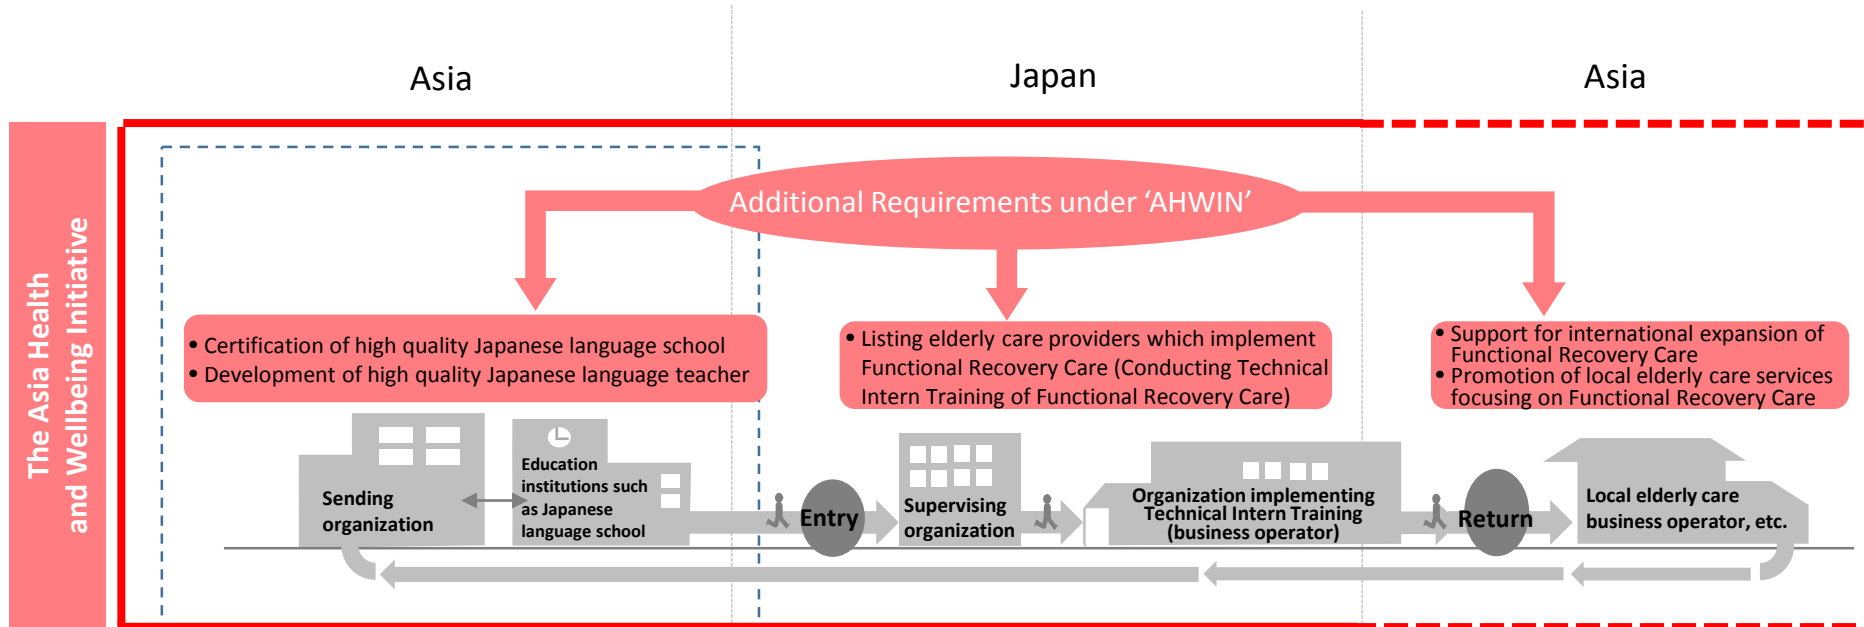 Asia
Japan
Asia
The Asia Health
and Wellbeing Initiative
Additional Requirements under ‘AHWIN’
• Certification of high quality Japanese language school
• Development of high quality Japanese language teacher
• Listing elderly care providers which implement
Functional Recovery Care (Conducting Technical
Intern Training of Functional Recovery Care)
• Support for international expansion of
Functional Recovery Care
• Promotion of local elderly care services
focusing on Functional Recovery Care
Sending
organization
Education
institutions such
as Japanese
language school
Entry
Supervising
organization
Organization implementing
Technical Intern Training
(business operator)
Return
Local elderly care
business operator, etc.